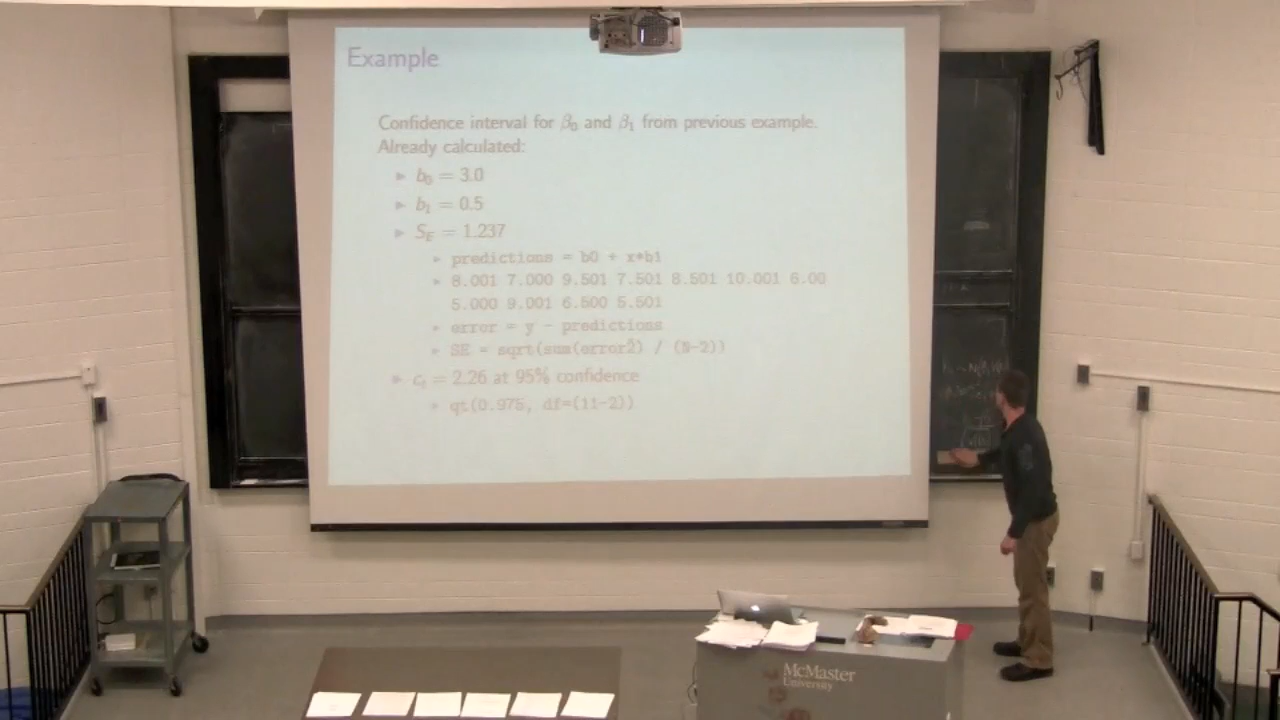 Example
Confidence interval for β₀ and β₁ from previous example.
Already calculated:
▸ b₀ = 3.0
▸ b₁ = 0.5
▸ S_E = 1.237
▸ predictions = b0 + x*b1
▸ 8.001 7.000 9.501 7.501 8.501 10.001 6.00
5.000 9.001 6.500 5.501
▸ error = y - predictions
▸ SE = sqrt(sum(error2̂) / (N-2))
▸ cₜ = 2.26 at 95% confidence
▸ qt(0.975, df=(11-2))
McMaster
University